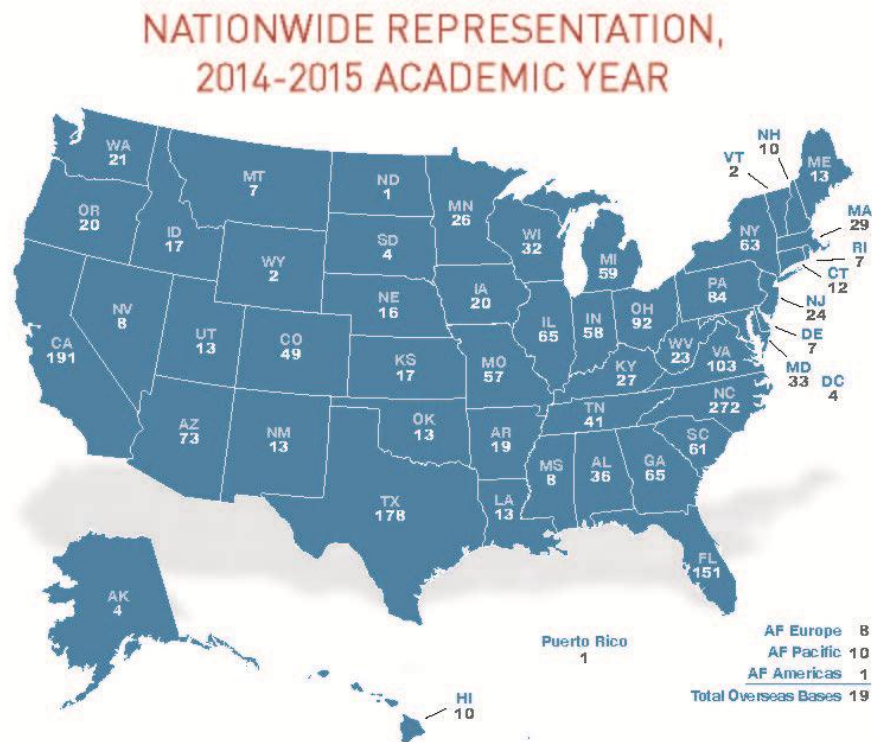 NATIONWIDE REPRESENTATION,
2014-2015 ACADEMIC YEAR
WA
21
MT
7
ND
1
MN
26
VT
2
NH
10
ME
13
OR
20
ID
17
WY
2
SD
4
WI
32
MI
59
NY
63
MA
29
RI
7
CT
12
NV
8
UT
13
CO
49
NE
16
IA
20
IL
65
IN
58
OH
92
PA
84
NJ
24
DE
7
MD
33
DC
4
CA
191
KS
17
MO
57
KY
27
WV
23
VA
103
AZ
73
NM
13
OK
13
AR
19
TN
41
NC
272
SC
61
TX
178
LA
13
MS
8
AL
36
GA
65
FL
151
AK
4
HI
10
Puerto Rico
1
AF Europe 8
AF Pacific 10
AF Americas 1
Total Overseas Bases 19